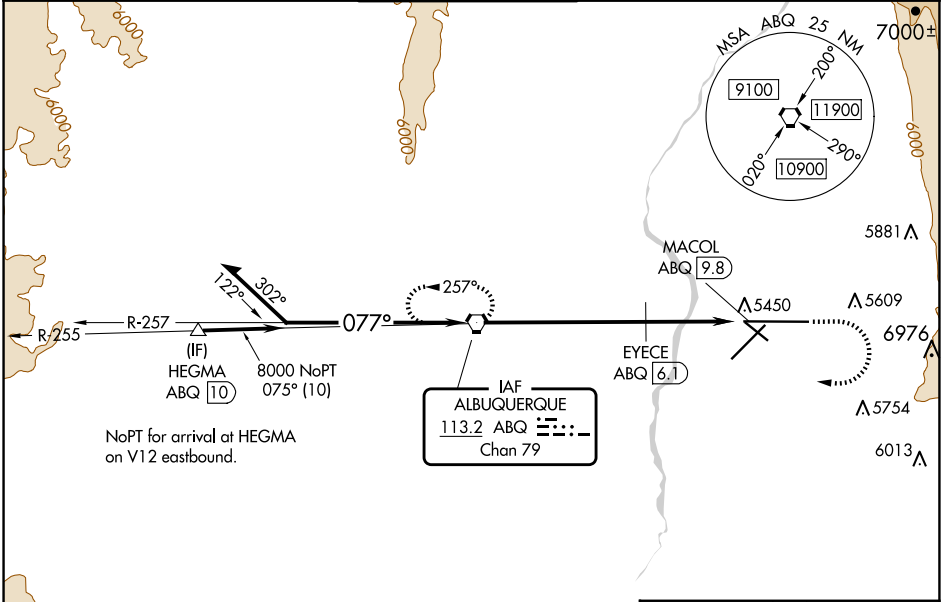 6000
6000
6000
MSA ABQ 25 NM
200°
9100
11900
290°
020°
10900
7000±
6000
5881
MACOL
ABQ 9.8
5450
5609
6976
5754
6013
302°
122°
257°
R-257
R-255
077°
(IF)
HEGMA
ABQ 10
8000 NoPT
075° (10)
EYECE
ABQ 6.1
IAF
ALBUQUERQUE
113.2 ABQ
Chan 79
NoPT for arrival at HEGMA
on V12 eastbound.